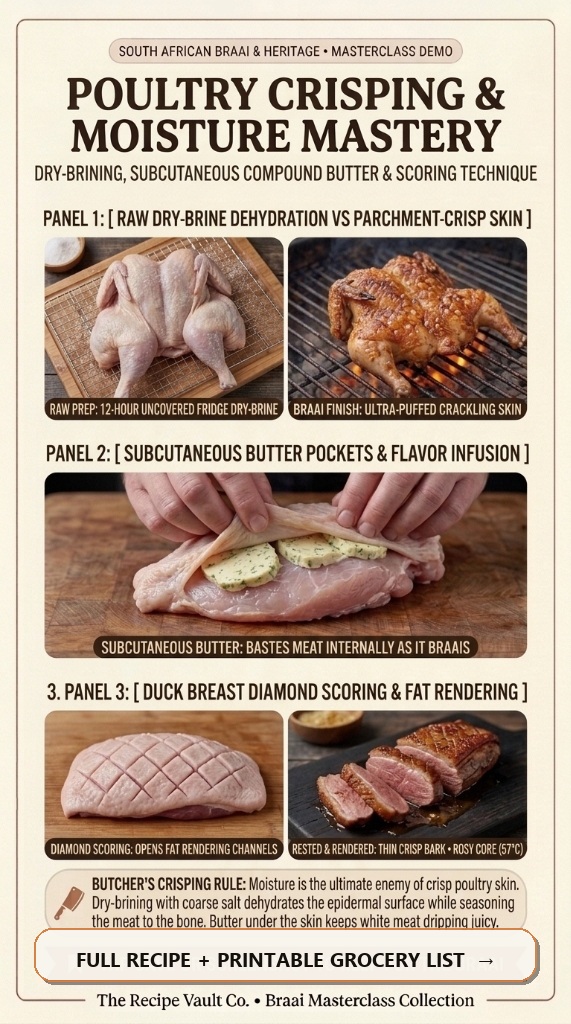 SOUTH AFRICAN BRAAI & HERITAGE • MASTERCLASS DEMO
POULTRY CRISPING &
MOISTURE MASTERY
DRY-BRINING, SUBCUTANEOUS COMPOUND BUTTER & SCORING TECHNIQUE
PANEL 1: [ RAW DRY-BRINE DEHYDRATION VS PARCHMENT-CRISP SKIN ]
RAW PREP: 12-HOUR UNCOVERED FRIDGE DRY-BRINE
BRAAI FINISH: ULTRA-PUFFED CRACKLING SKIN
PANEL 2: [ SUBCUTANEOUS BUTTER POCKETS & FLAVOR INFUSION ]
SUBCUTANEOUS BUTTER: BASTES MEAT INTERNALLY AS IT BRAAIS
3. PANEL 3: [ DUCK BREAST DIAMOND SCORING & FAT RENDERING ]
DIAMOND SCORING: OPENS FAT RENDERING CHANNELS
RESTED & RENDERED: THIN CRISP BARK • ROSY CORE (57°C)
BUTCHER'S CRISPING RULE: Moisture is the ultimate enemy of crisp poultry skin.
Dry-brining with coarse salt dehydrates the epidermal surface while seasoning
the meat to the bone. Butter under the skin keeps white meat dripping juicy.
FULL RECIPE + PRINTABLE GROCERY LIST →
The Recipe Vault Co. • Braai Masterclass Collection